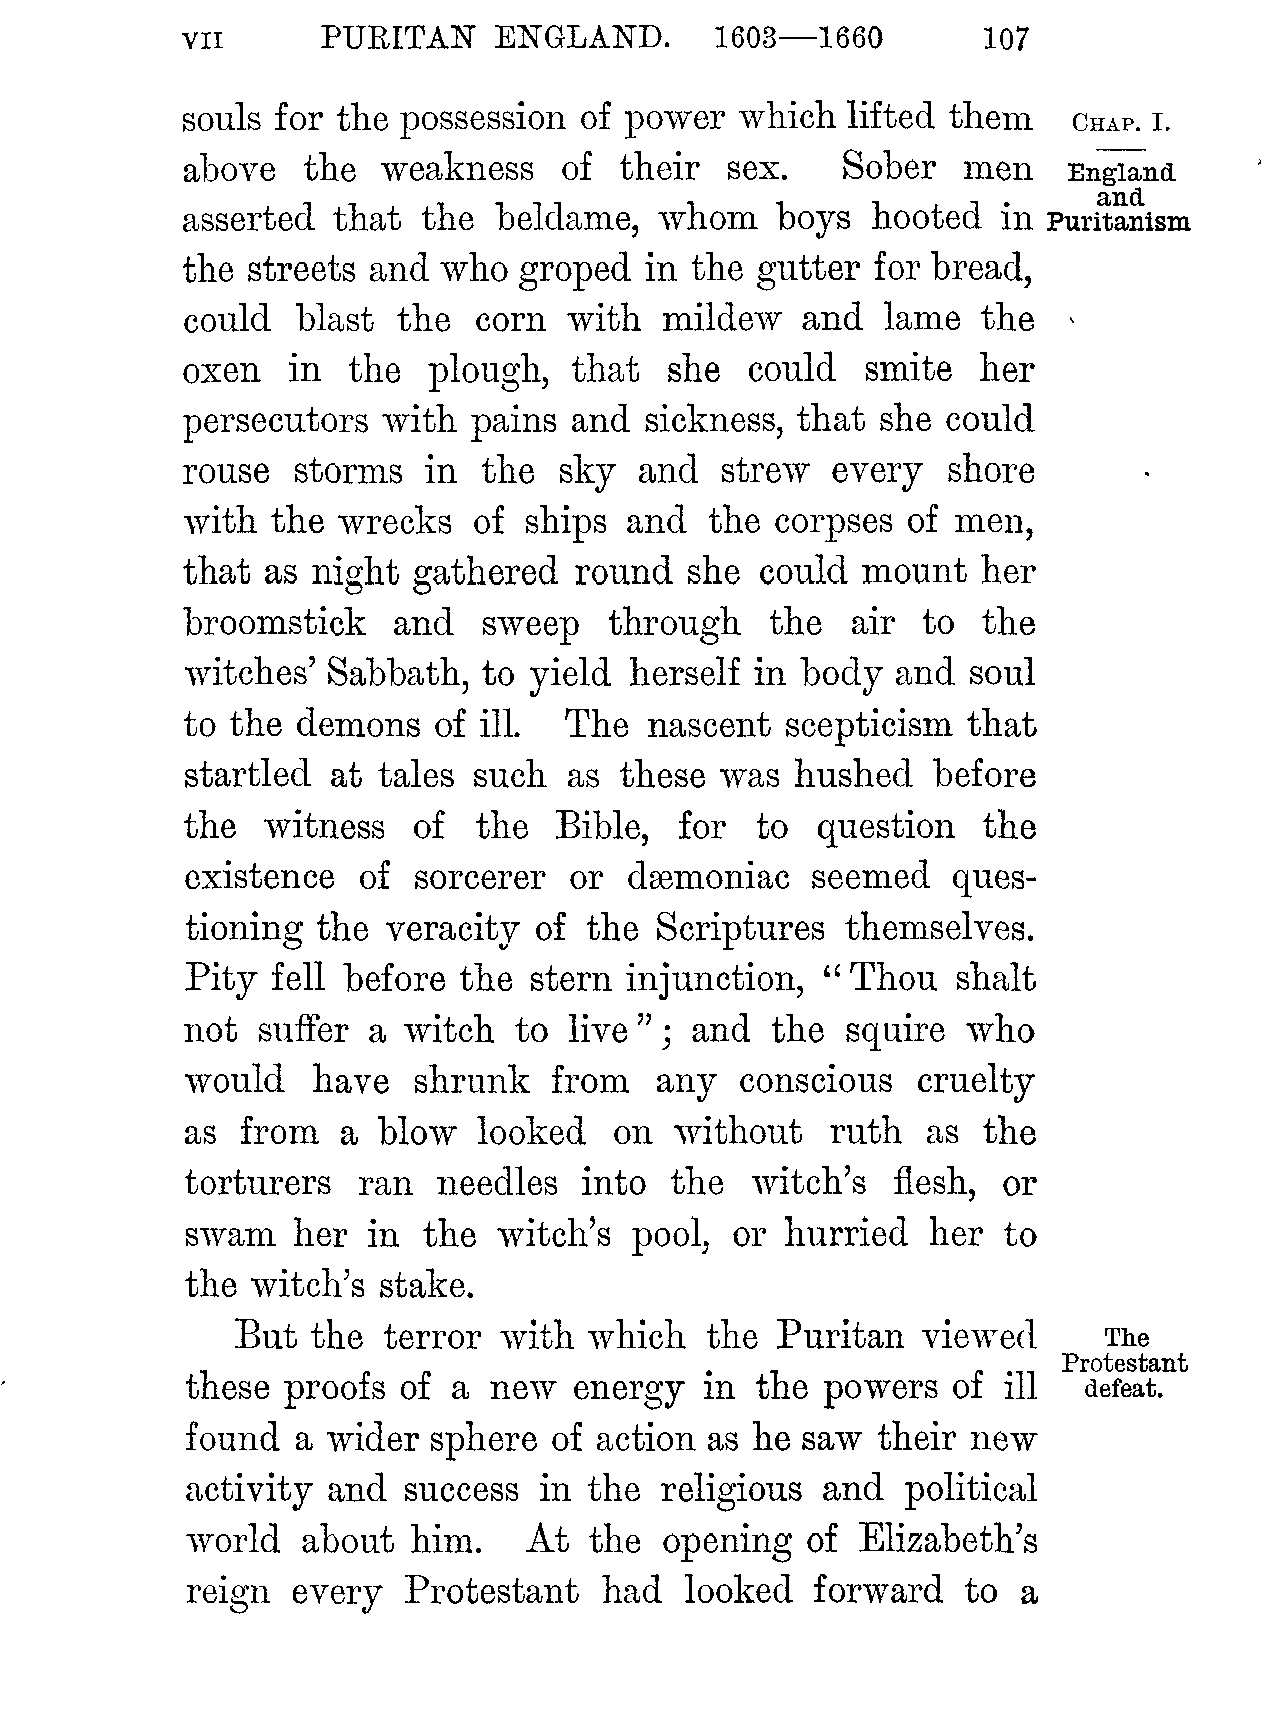 VII PURITAN ENGLAND. 1603—1660 107
souls for the possession of power which lifted them
above the weakness of their sex. Sober men
asserted that the beldame, whom boys hooted in
the streets and who groped in the gutter for bread,
could blast the corn with mildew and lame the
oxen in the plough, that she could smite her
persecutors with pains and sickness, that she could
rouse storms in the sky and strew every shore
with the wrecks of ships and the corpses of men,
that as night gathered round she could mount her
broomstick and sweep through the air to the
witches' Sabbath, to yield herself in body and soul
to the demons of ill. The nascent scepticism that
startled at tales such as these was hushed before
the witness of the Bible, for to question the
existence of sorcerer or dæmoniac seemed ques-
tioning the veracity of the Scriptures themselves.
Pity fell before the stern injunction, “Thou shalt
not suffer a witch to live”; and the squire who
would have shrunk from any conscious cruelty
as from a blow looked on without ruth as the
torturers ran needles into the witch's flesh, or
swam her in the witch's pool, or hurried her to
the witch's stake.
But the terror with which the Puritan viewed
these proofs of a new energy in the powers of ill
found a wider sphere of action as he saw their new
activity and success in the religious and political
world about him. At the opening of Elizabeth's
reign every Protestant had looked forward to a
CHAP. I.
England
and
Puritanism
The
Protestant
defeat.